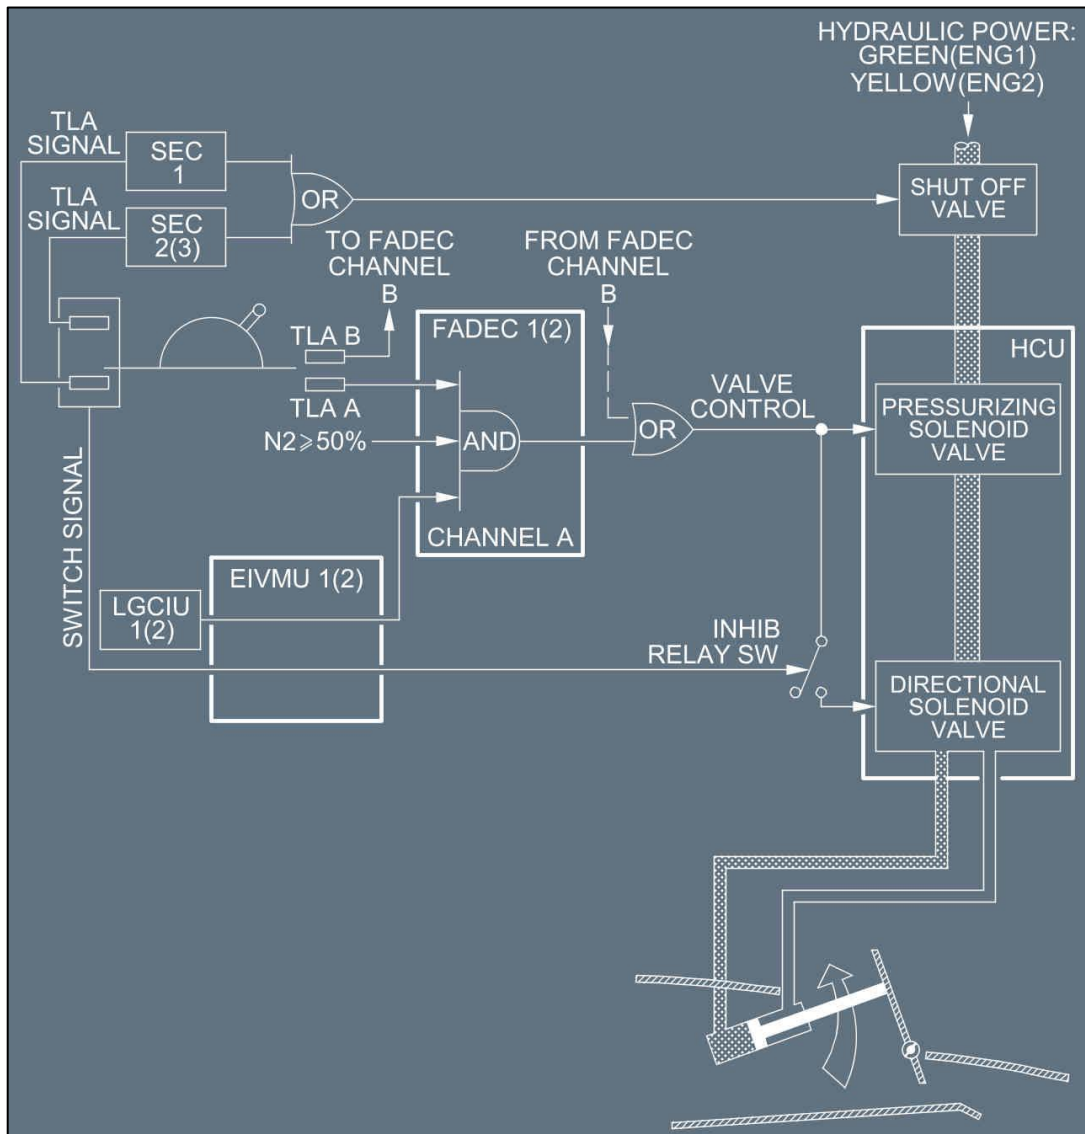 HYDRAULIC POWER:
GREEN(ENG1)
YELLOW(ENG2)
TLA
SIGNAL
SEC
1
TLA
SIGNAL
SEC
2(3)
OR
SHUT OFF
VALVE
TO FADEC
CHANNEL
B
FROM FADEC
CHANNEL
B
FADEC 1(2)
HCU
TLA B
TLA A
N2⩾50%
AND
CHANNEL A
OR
VALVE
CONTROL
PRESSURIZING
SOLENOID
VALVE
SWITCH SIGNAL
EIVMU 1(2)
LGCIU
1(2)
INHIB
RELAY SW
DIRECTIONAL
SOLENOID
VALVE